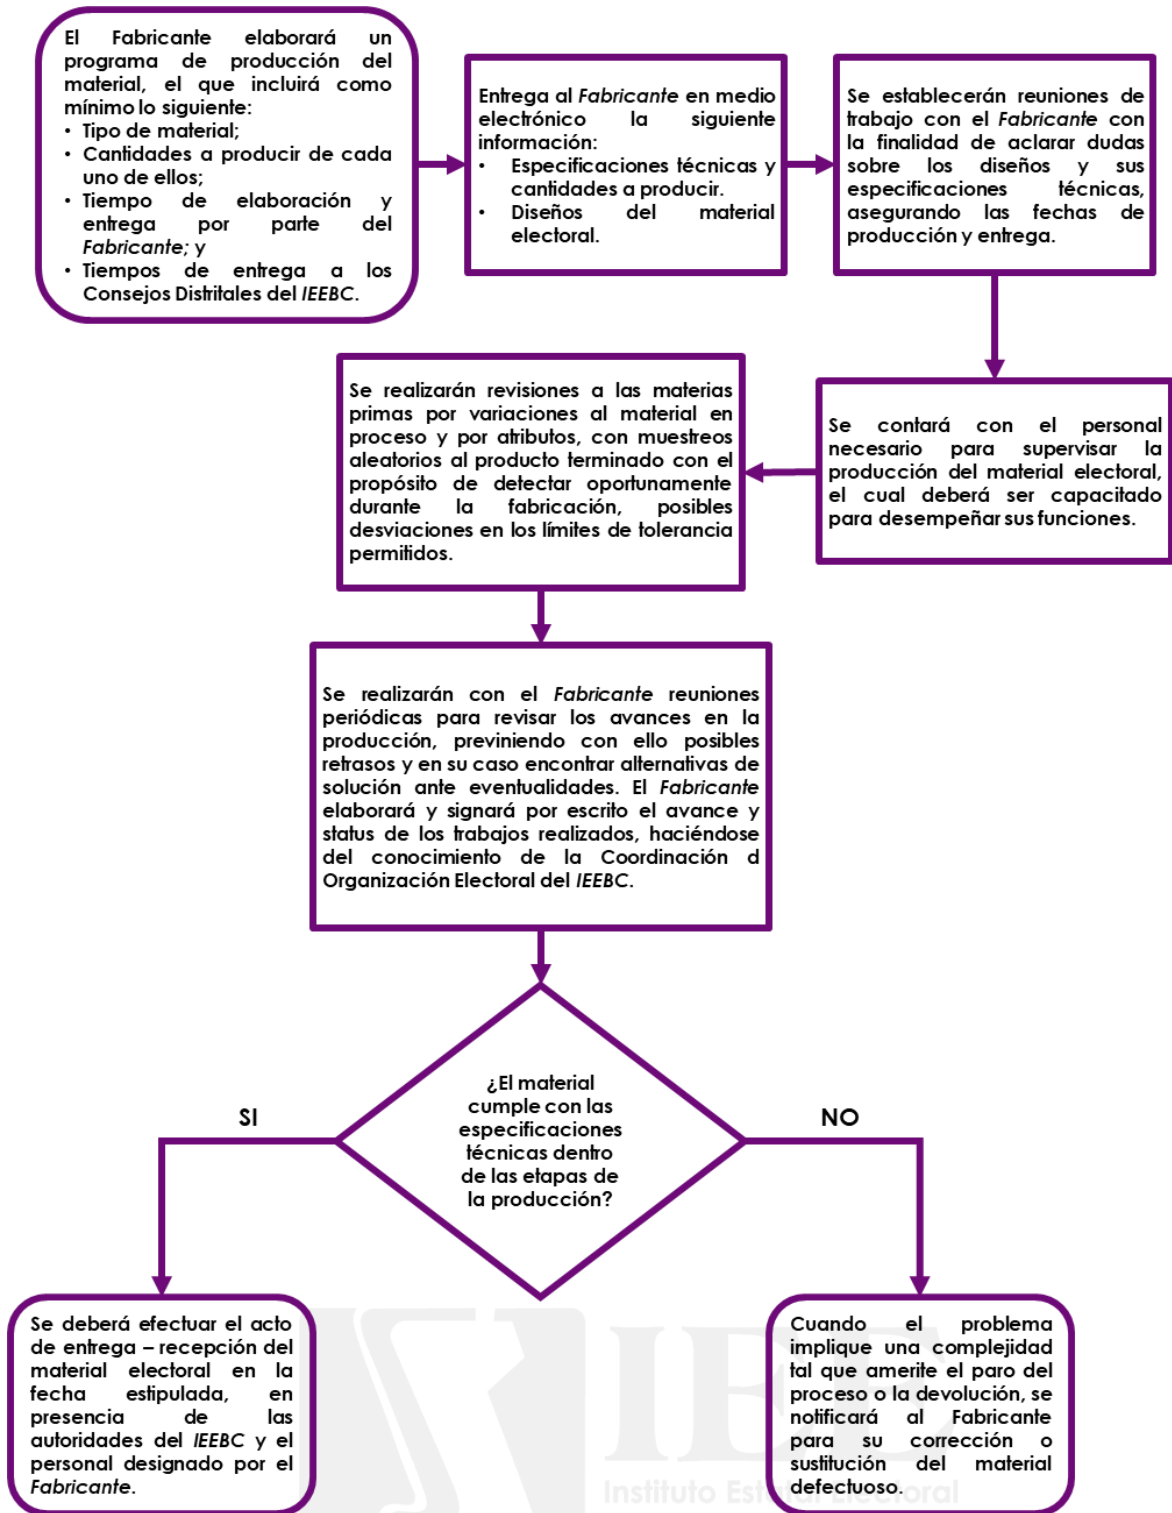 El Fabricante elaborará un
programa de producción del
material, el que incluirá como
mínimo lo siguiente:
• Tipo de material;
• Cantidades a producir de cada
uno de ellos;
• Tiempo de elaboración y
entrega por parte del
Fabricante; y
• Tiempos de entrega a los
Consejos Distritales del IEEBC.
Entrega al Fabricante en medio
electrónico la siguiente
información:
• Especificaciones técnicas y
cantidades a producir.
• Diseños del material
electoral.
Se establecerán reuniones de
trabajo con el Fabricante con
la finalidad de aclarar dudas
sobre los diseños y sus
especificaciones técnicas,
asegurando las fechas de
producción y entrega.
Se contará con el personal
necesario para supervisar la
producción del material electoral,
el cual deberá ser capacitado
para desempeñar sus funciones.
Se realizarán revisiones a las materias
primas por variaciones al material en
proceso y por atributos, con muestreos
aleatorios al producto terminado con el
propósito de detectar oportunamente
durante la fabricación, posibles
desviaciones en los límites de tolerancia
permitidos.
Se realizarán con el Fabricante reuniones
periódicas para revisar los avances en la
producción, previniendo con ello posibles
retrasos y en su caso encontrar alternativas de
solución ante eventualidades. El Fabricante
elaborará y signará por escrito el avance y
status de los trabajos realizados, haciéndose
del conocimiento de la Coordinación d
Organización Electoral del IEEBC.
¿El material
cumple con las
especificaciones
técnicas dentro
de las etapas de
la producción?
SI
NO
Se deberá efectuar el acto
de entrega – recepción del
material electoral en la
fecha estipulada, en
presencia de las
autoridades del IEEBC y el
personal designado por el
Fabricante.
Cuando el problema
implique una complejidad
tal que amerite el paro del
proceso o la devolución, se
notificará al Fabricante
para su corrección o
sustitución del material
defectuoso.
IEE
Instituto Estatal Electoral